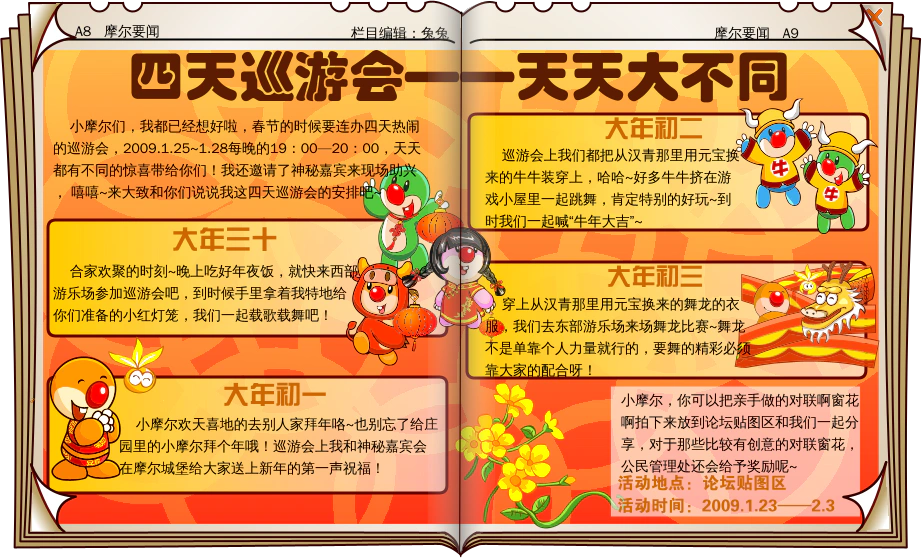 A8 摩尔要闻
栏目编辑：兔兔
四天巡游会——天天大不同
小摩尔们，我都已经想好啦，春节的时候要连办四天热闹
的巡游会，2009.1.25~1.28每晚的19：00—20：00，天天
都有不同的惊喜带给你们！我还邀请了神秘嘉宾来现场助兴
，嘻嘻~来大致和你们说说我这四天巡游会的安排吧~
大年三十
合家欢聚的时刻~晚上吃好年夜饭，就快来西部
游乐场参加巡游会吧，到时候手里拿着我特地给
你们准备的小红灯笼，我们一起载歌载舞吧！
大年初一
小摩尔欢天喜地的去别人家拜年咯~也别忘了给庄
园里的小摩尔拜个年哦！巡游会上我和神秘嘉宾会
在摩尔城堡给大家送上新年的第一声祝福！
摩尔要闻 A9
大年初二
巡游会上我们都把从汉青那里用元宝换
来的牛牛装穿上，哈哈~好多牛牛挤在游
戏小屋里一起跳舞，肯定特别的好玩~到
时我们一起喊“牛年大吉”~
牛
牛
大年初三
穿上从汉青那里用元宝换来的舞龙的衣
服，我们去东部游乐场来场舞龙比赛~舞龙
不是单靠个人力量就行的，要舞的精彩必须
靠大家的配合呀！
小摩尔，你可以把亲手做的对联啊窗花
啊拍下来放到论坛贴图区和我们一起分
享，对于那些比较有创意的对联窗花，
公民管理处还会给予奖励呢~
活动地点：论坛贴图区
活动时间：2009.1.23——2.3